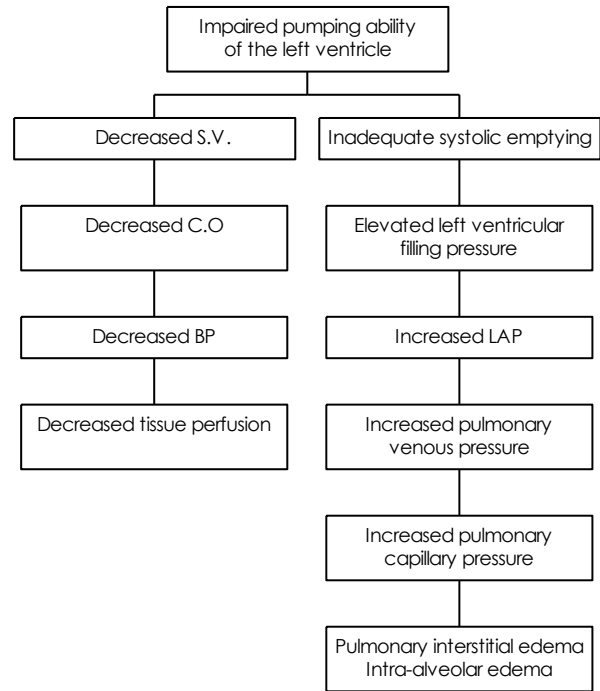 Impaired pumping ability
of the left ventricle
Decreased S.V.
Inadequate systolic emptying
Decreased C.O
Elevated left ventricular
filling pressure
Decreased BP
Increased LAP
Decreased tissue perfusion
Increased pulmonary
venous pressure
Increased pulmonary
capillary pressure
Pulmonary interstitial edema
Intra-alveolar edema